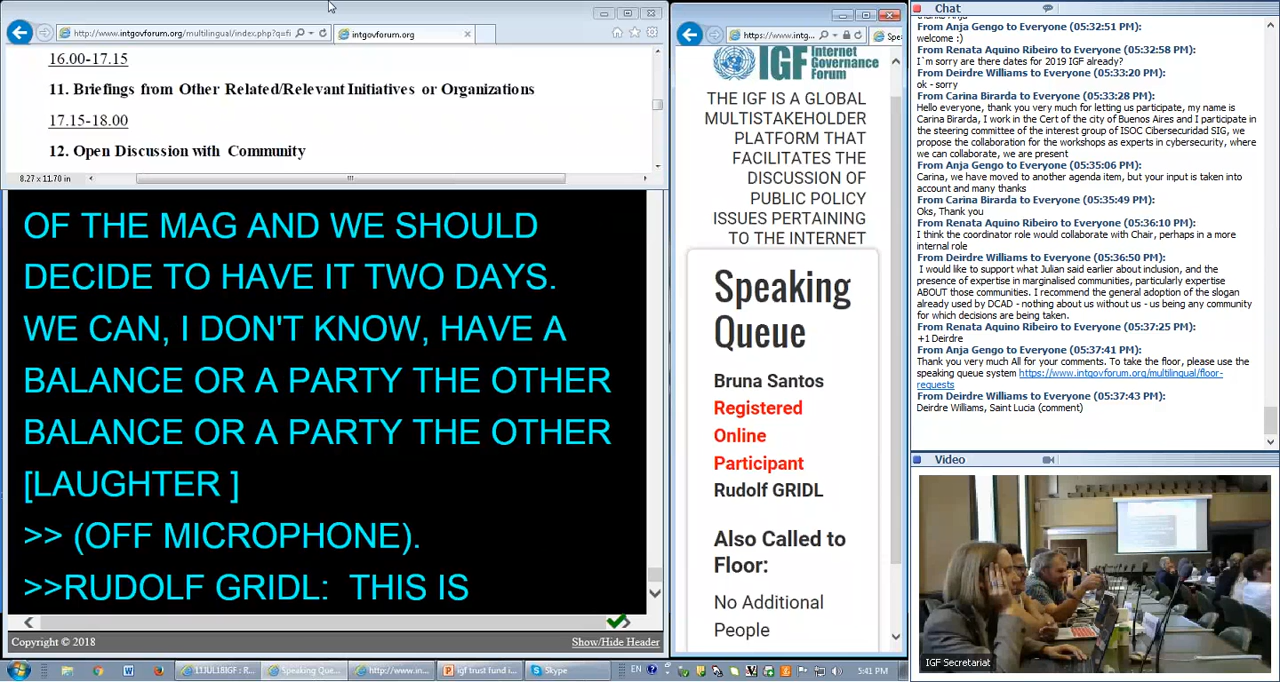 http://www.intgovforum.org/multilingual/index.php?q=fi
intgovforum.org
16.00-17.15
11. Briefings from Other Related/Relevant Initiatives or Organizations
17.15-18.00
12. Open Discussion with Community
8.27 x 11.70 in
OF THE MAG AND WE SHOULD
DECIDE TO HAVE IT TWO DAYS.
WE CAN, I DON'T KNOW, HAVE A
BALANCE OR A PARTY THE OTHER
BALANCE OR A PARTY THE OTHER
[LAUGHTER ]
>> (OFF MICROPHONE).
>>RUDOLF GRIDL:  THIS IS
Copyright © 2018
Show/Hide Header
https://www.intg...
Spe
IGF Internet
Governance
Forum
THE IGF IS A GLOBAL
MULTISTAKEHOLDER
PLATFORM THAT
FACILITATES THE
DISCUSSION OF
PUBLIC POLICY
ISSUES PERTAINING
TO THE INTERNET
Speaking
Queue
Bruna Santos
Registered
Online
Participant
Rudolf GRIDL
Also Called to
Floor:
No Additional
People
Chat
From Anja Gengo to Everyone (05:32:51 PM):
welcome :)
From Renata Aquino Ribeiro to Everyone (05:32:58 PM):
I`m sorry are there dates for 2019 IGF already?
From Deirdre Williams to Everyone (05:33:20 PM):
ok - sorry
From Carina Birarda to Everyone (05:33:28 PM):
Hello everyone, thank you very much for letting us participate, my name is
Carina Birarda, I work in the Cert of the city of Buenos Aires and I participate in
the steering committee of the interest group of ISOC Cibersecuridad SIG, we
propose the collaboration for the workshops as experts in cybersecurity, where
we can collaborate, we are present
From Anja Gengo to Everyone (05:35:06 PM):
Carina, we have moved to another agenda item, but your input is taken into
account and many thanks
From Carina Birarda to Everyone (05:35:49 PM):
Oks, Thank you
From Renata Aquino Ribeiro to Everyone (05:36:10 PM):
I think the coordinator role would collaborate with Chair, perhaps in a more
internal role
From Deirdre Williams to Everyone (05:36:50 PM):
I would like to support what Julian said earlier about inclusion, and the
presence of expertise in marginalised communities, particularly expertise
ABOUT those communities. I recommend the general adoption of the slogan
already used by DCAD - nothing about us without us - us being any community
for which decisions are being taken.
From Renata Aquino Ribeiro to Everyone (05:37:25 PM):
+1 Deirdre
From Anja Gengo to Everyone (05:37:41 PM):
Thank you very much All for your comments. To take the floor, please use the
speaking queue system https://www.intgovforum.org/multilingual/floor-
requests
From Deirdre Williams to Everyone (05:37:43 PM):
Deirdre Williams, Saint Lucia (comment)
Video
IGF Secretariat
11JUL18IGF : R...
Speaking Que...
http://www.in...
igf trust fund i...
Skype
EN
5:41 PM